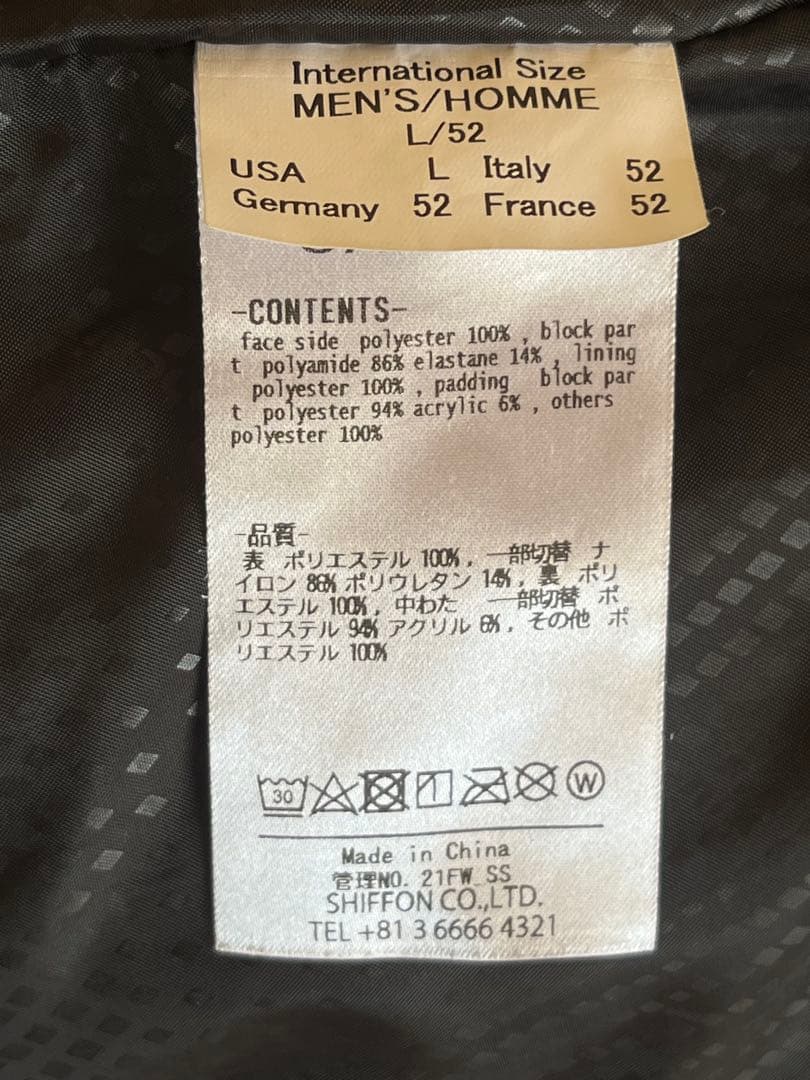 International Size
MEN'S/HOMME
L/52
USA L Italy 52
Germany 52 France 52
-CONTENTS-
face side polyester 100% , block par
t polyamide 86% elastane 14% , lining
polyester 100% , padding block par
t polyester 94% acrylic 6% , others
polyester 100%
-品質-
表 ポリエステル 100% , 一部切替 ナ
イロン 86% ポリウレタン 14% , 裏 ポリ
エステル 100% , 中わた 一部切替 ポ
リエステル 94% アクリル 6% , その他 ポ
リエステル 100%
30 W
Made in China
管理NO. 21FW_SS
SHIFFON CO.,LTD.
TEL +81 3 6666 4321